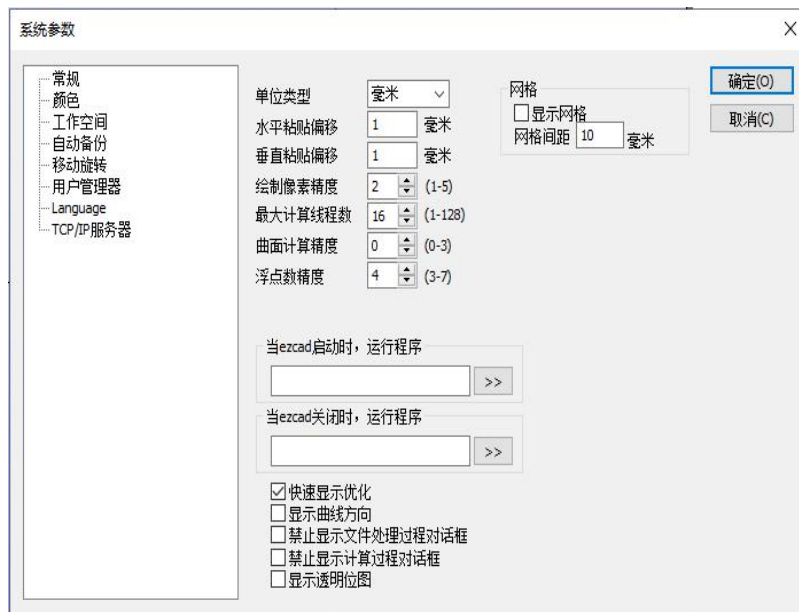 系统参数
常规
颜色
工作空间
自动备份
移动旋转
用户管理器
Language
TCP/IP服务器
单位类型 毫米
水平粘贴偏移 1 毫米
垂直粘贴偏移 1 毫米
绘制像素精度 2 (1-5)
最大计算线程数 16 (1-128)
曲面计算精度 0 (0-3)
浮点数精度 4 (3-7)
网格
显示网格
网格间距 10 毫米
确定(O)
取消(C)
当ezcad启动时，运行程序
>>
当ezcad关闭时，运行程序
>>
快速显示优化
显示曲线方向
禁止显示文件处理过程对话框
禁止显示计算过程对话框
显示透明位图